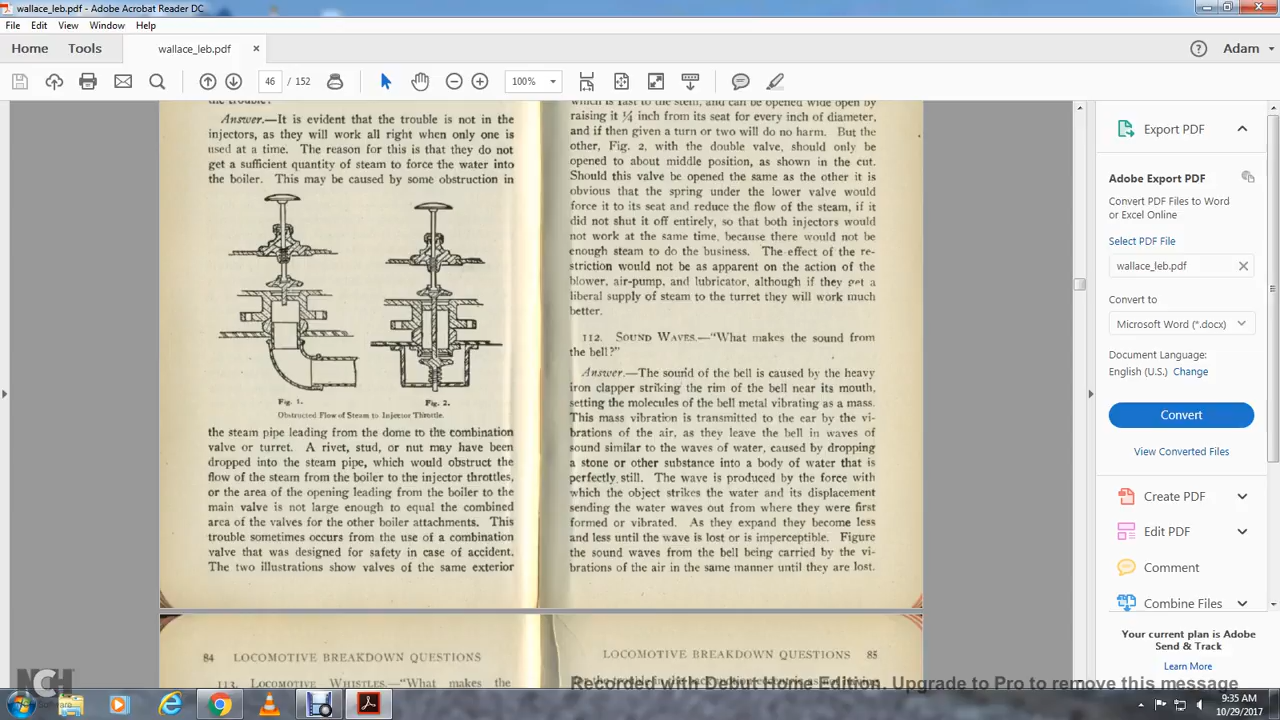 wallace_leb.pdf - Adobe Acrobat Reader DC
File Edit View Window Help
Home Tools wallace_leb.pdf Adam
46 / 152 100%
the trouble?
Answer.—It is evident that the trouble is not in the
injectors, as they will work all right when only one is
used at a time. The reason for this is that they do not
get a sufficient quantity of steam to force the water into
the boiler. This may be caused by some obstruction in
Fig. 1. Fig. 2.
Obstructed Flow of Steam to Injector Throttle.
the steam pipe leading from the dome to the combination
valve or turret. A rivet, stud, or nut may have been
dropped into the steam pipe, which would obstruct the
flow of the steam from the boiler to the injector throttles,
or the area of the opening leading from the boiler to the
main valve is not large enough to equal the combined
area of the valves for the other boiler attachments. This
trouble sometimes occurs from the use of a combination
valve that was designed for safety in case of accident.
The two illustrations show valves of the same exterior
which is fast to the stem, and can be opened wide open by
raising it ¼ inch from its seat for every inch of diameter,
and if then given a turn or two will do no harm. But the
other, Fig. 2, with the double valve, should only be
opened to about middle position, as shown in the cut.
Should this valve be opened the same as the other it is
obvious that the spring under the lower valve would
force it to its seat and reduce the flow of the steam, if it
did not shut it off entirely, so that both injectors would
not work at the same time, because there would not be
enough steam to do the business. The effect of the re-
striction would not be as apparent on the action of the
blower, air-pump, and lubricator, although if they get a
liberal supply of steam to the turret they will work much
better.
112. Sound Waves.—"What makes the sound from
the bell?"
Answer.—The sound of the bell is caused by the heavy
iron clapper striking the rim of the bell near its mouth,
setting the molecules of the bell metal vibrating as a mass.
This mass vibration is transmitted to the ear by the vi-
brations of the air, as they leave the bell in waves of
sound similar to the waves of water, caused by dropping
a stone or other substance into a body of water that is
perfectly still. The wave is produced by the force with
which the object strikes the water and its displacement
sending the water waves out from where they were first
formed or vibrated. As they expand they become less
and less until the wave is lost or is imperceptible. Figure
the sound waves from the bell being carried by the vi-
brations of the air in the same manner until they are lost.
84 LOCOMOTIVE BREAKDOWN QUESTIONS
113. Locomotive Whistles.—"What makes the
LOCOMOTIVE BREAKDOWN QUESTIONS 85
Export PDF
Adobe Export PDF
Convert PDF Files to Word
or Excel Online
Select PDF File
wallace_leb.pdf
Convert to
Microsoft Word (*.docx)
Document Language:
English (U.S.) Change
Convert
View Converted Files
Create PDF
Edit PDF
Comment
Combine Files
Your current plan is Adobe
Send & Track
Learn More
NCH
Software
Recorded with Debut Home Edition. Upgrade to Pro to remove this message
9:35 AM
10/29/2017